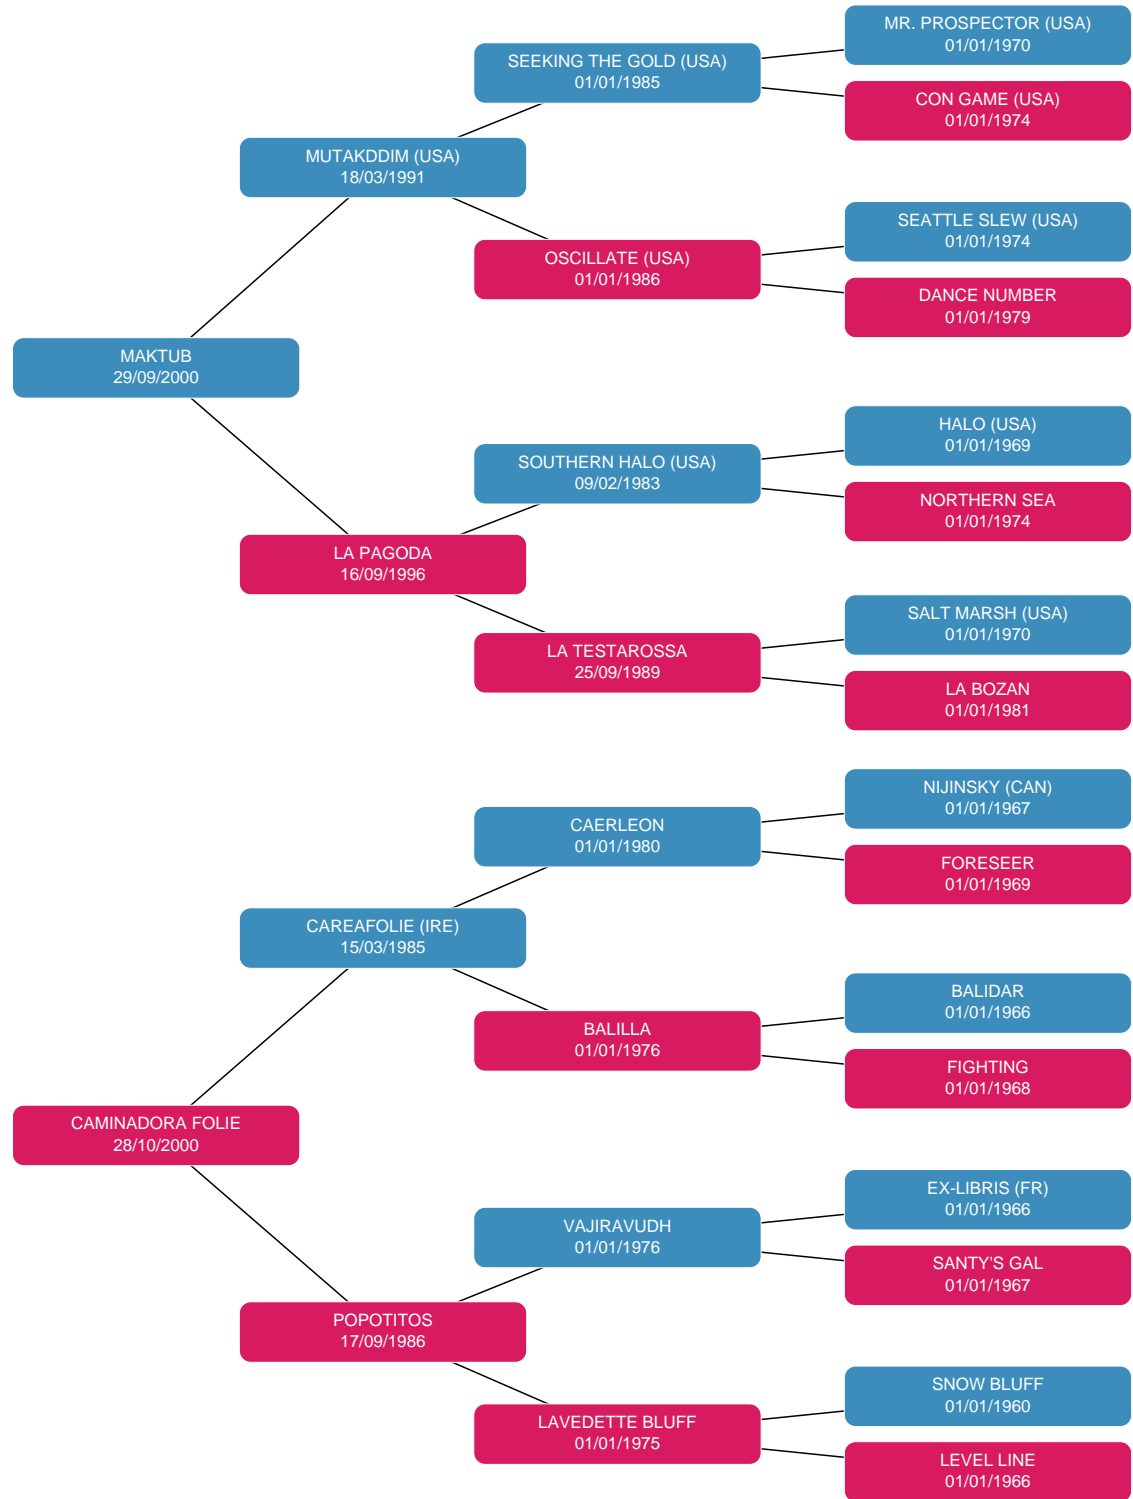 MR. PROSPECTOR (USA)
01/01/1970
SEEKING THE GOLD (USA)
01/01/1985
CON GAME (USA)
01/01/1974
MUTAKDDIM (USA)
18/03/1991
SEATTLE SLEW (USA)
01/01/1974
OSCILLATE (USA)
01/01/1986
DANCE NUMBER
01/01/1979
MAKTUB
29/09/2000
HALO (USA)
01/01/1969
SOUTHERN HALO (USA)
09/02/1983
NORTHERN SEA
01/01/1974
LA PAGODA
16/09/1996
SALT MARSH (USA)
01/01/1970
LA TESTAROSSA
25/09/1989
LA BOZAN
01/01/1981
NIJINSKY (CAN)
01/01/1967
CAERLEON
01/01/1980
FORESEER
01/01/1969
CAREAFOLIE (IRE)
15/03/1985
BALIDAR
01/01/1966
BALILLA
01/01/1976
FIGHTING
01/01/1968
CAMINADORA FOLIE
28/10/2000
EX-LIBRIS (FR)
01/01/1966
VAJIRAVUDH
01/01/1976
SANTY'S GAL
01/01/1967
POPOTITOS
17/09/1986
SNOW BLUFF
01/01/1960
LAVEDETTE BLUFF
01/01/1975
LEVEL LINE
01/01/1966